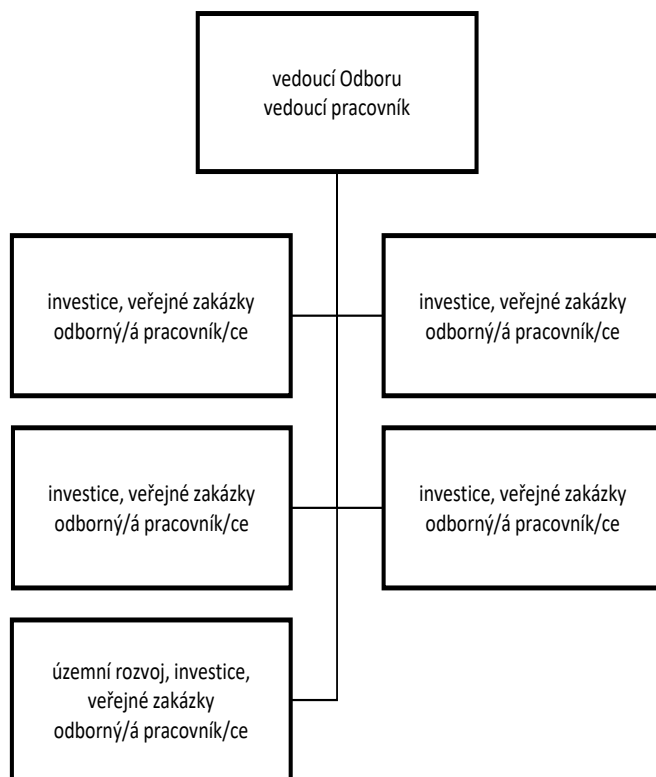 vedoucí Odboru
vedoucí pracovník
investice, veřejné zakázky
odborný/á pracovník/ce
investice, veřejné zakázky
odborný/á pracovník/ce
investice, veřejné zakázky
odborný/á pracovník/ce
investice, veřejné zakázky
odborný/á pracovník/ce
územní rozvoj, investice,
veřejné zakázky
odborný/á pracovník/ce